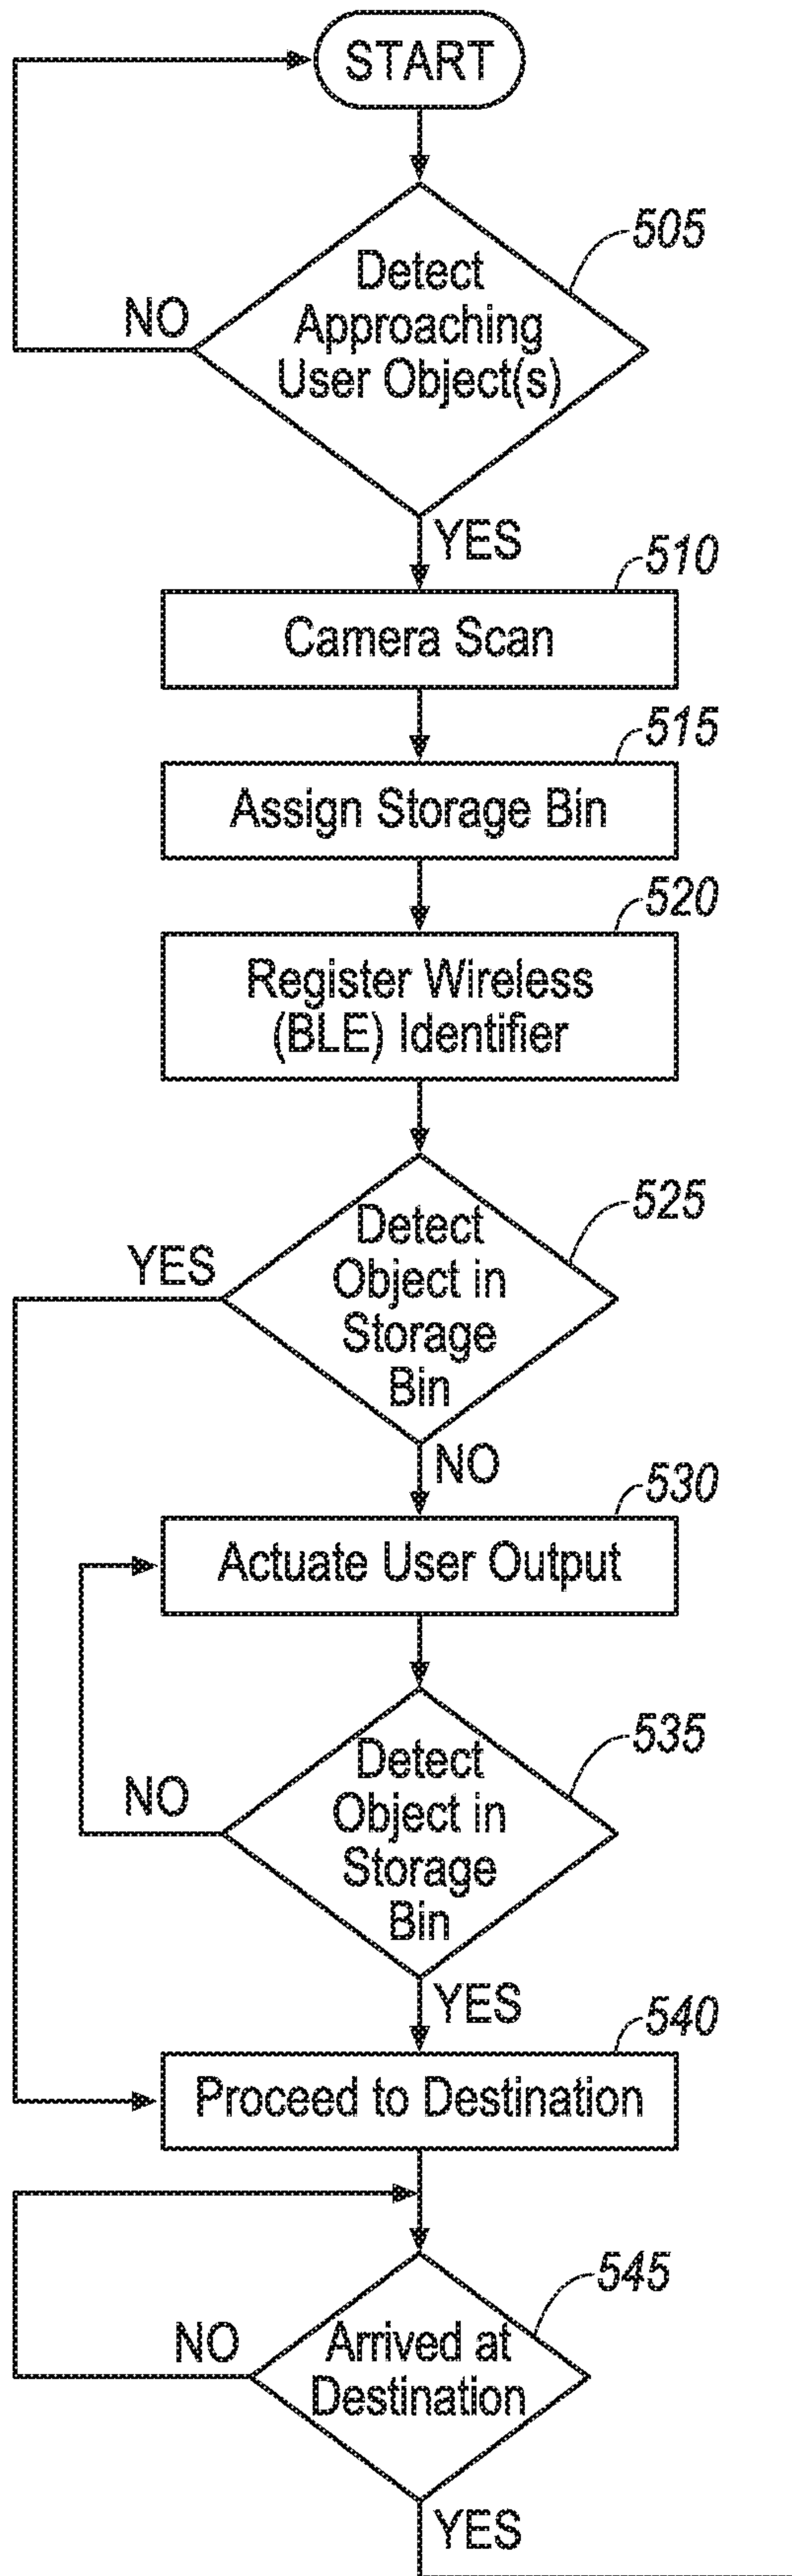 START
505
Detect
Approaching
User Object(s)
NO
YES
510
Camera Scan
515
Assign Storage Bin
520
Register Wireless
(BLE) Identifier
525
Detect
Object in
Storage
Bin
YES
NO
530
Actuate User Output
535
Detect
Object in
Storage
Bin
NO
YES
540
Proceed to Destination
545
Arrived at
Destination
NO
YES